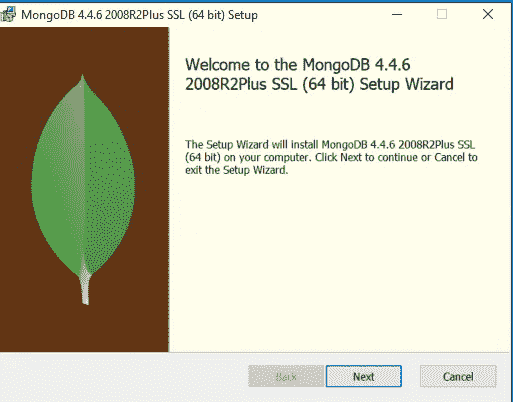 MongoDB 4.4.6 2008R2Plus SSL (64 bit) Setup
Welcome to the MongoDB 4.4.6
2008R2Plus SSL (64 bit) Setup Wizard
The Setup Wizard will install MongoDB 4.4.6 2008R2Plus SSL
(64 bit) on your computer. Click Next to continue or Cancel to
exit the Setup Wizard.
Back Next Cancel